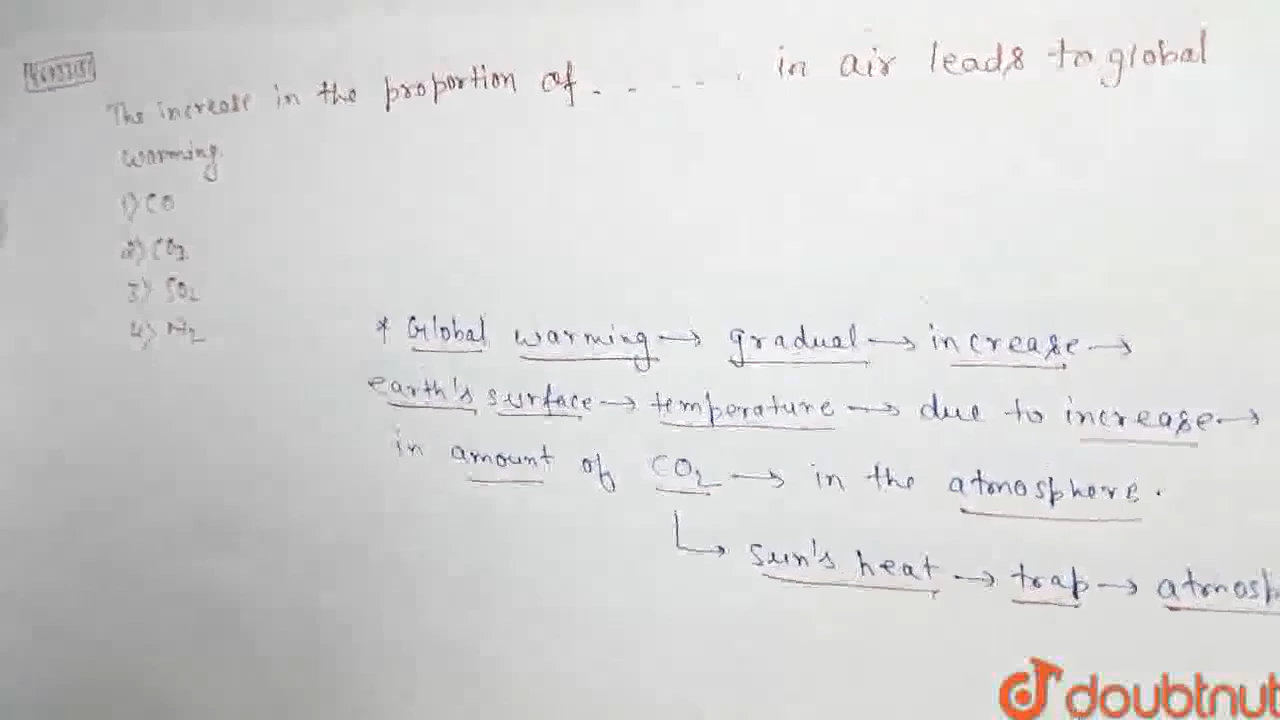 The increase in the proportion of - - - - - . in air leads to global
warming.
1) CO
2) CO2
3) SO2
4) N2
* Global warming → gradual → increase →
earth's surface → temperature → due to increase →
in amount of CO2 → in the atmosphere.
↳ sun's heat → trap → atmosp
doubtnut